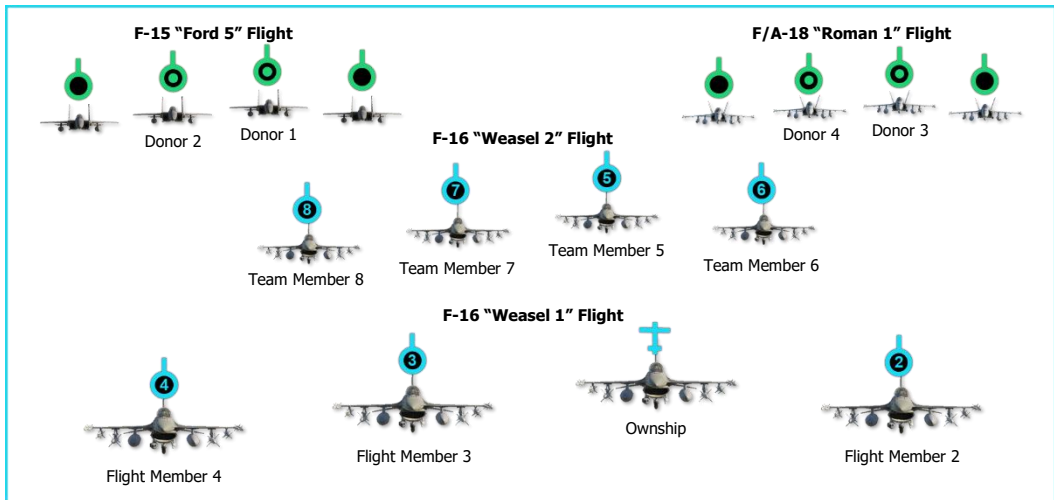 F-15 “Ford 5” Flight
F/A-18 “Roman 1” Flight
Donor 2
Donor 1
Donor 4
Donor 3
F-16 “Weasel 2” Flight
8
7
5
6
Team Member 8
Team Member 7
Team Member 5
Team Member 6
F-16 “Weasel 1” Flight
4
3
2
Flight Member 4
Flight Member 3
Ownship
Flight Member 2